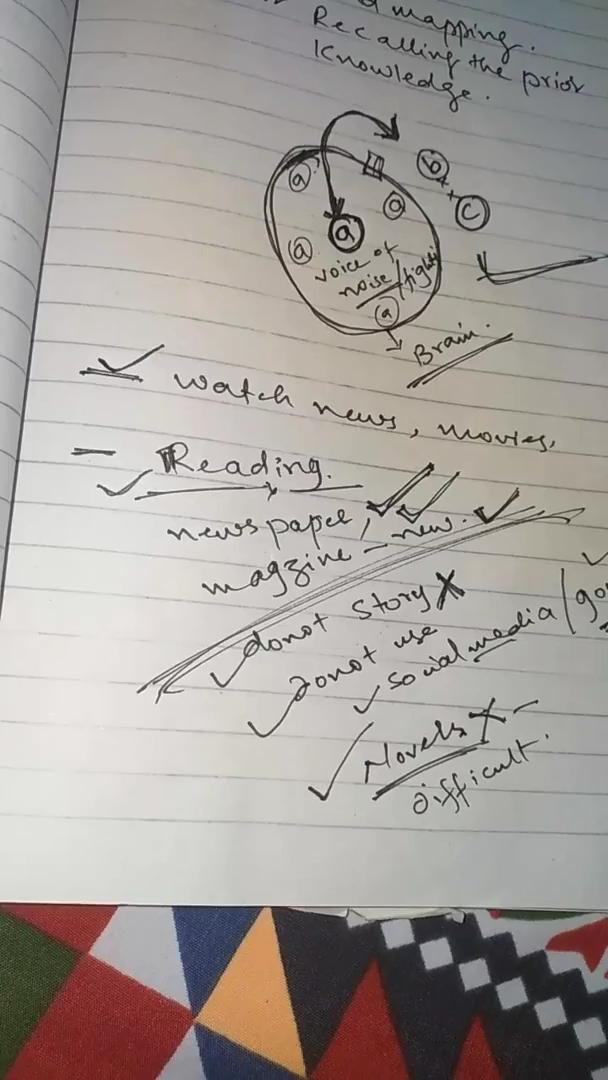 mapping.
Recalling the prior
Knowledge.
b
c
a
a
a
a
voice of
noise/fight
a
Brain.
watch news, movies,
Reading.
newspaper,
magzine - new.
donot story X
donot use
social media/
Novels X -
difficult.